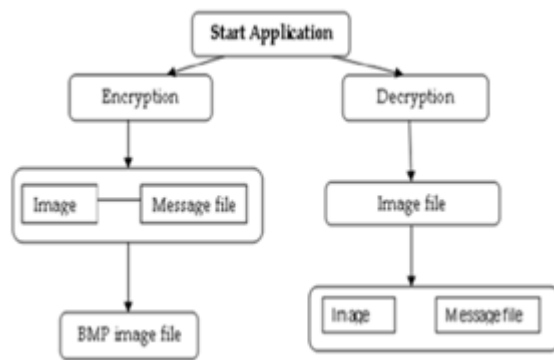 Start Application
Encryption
Decryption
Image
Message file
Image file
BMP image file
Image
Message file